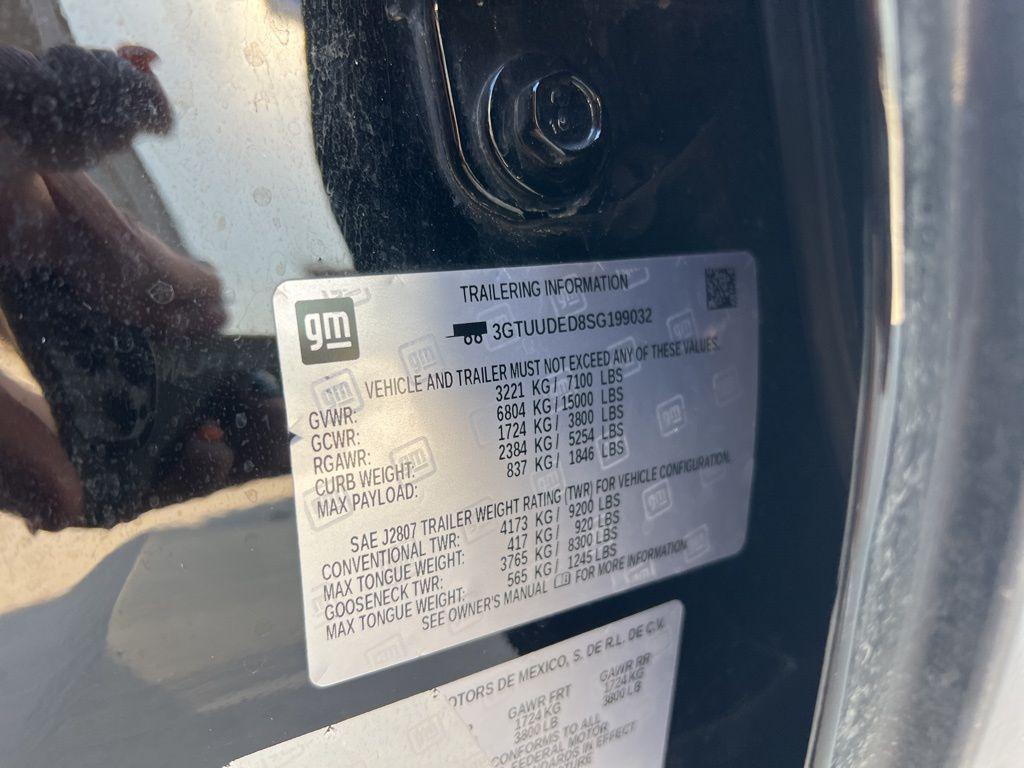 TRAILERING INFORMATION
gm
3GTUUDED8SG199032
VEHICLE AND TRAILER MUST NOT EXCEED ANY OF THESE VALUES.
GVWR: 3221 KG / 7100 LBS
GCWR: 6804 KG / 15000 LBS
RGAWR: 1724 KG / 3800 LBS
CURB WEIGHT: 2384 KG / 5254 LBS
MAX PAYLOAD: 837 KG / 1846 LBS
SAE J2807 TRAILER WEIGHT RATING (TWR) FOR VEHICLE CONFIGURATION.
CONVENTIONAL TWR: 4173 KG / 9200 LBS
MAX TONGUE WEIGHT: 417 KG / 920 LBS
GOOSENECK TWR: 3765 KG / 8300 LBS
MAX TONGUE WEIGHT: 565 KG / 1245 LBS
SEE OWNER'S MANUAL FOR MORE INFORMATION.
OTORS DE MEXICO, S. DE R.L. DE C.V.
GAWR FRT GAWR RR
1724 KG 1724 KG
3800 LB 3800 LB
CONFORMS TO ALL
FEDERAL MOTOR
DARDS IN EFFECT